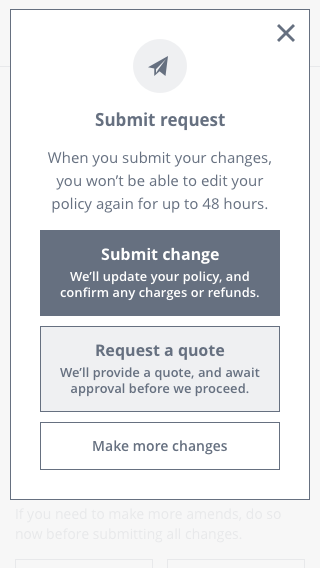 Submit request
When you submit your changes,
you won't be able to edit your
policy again for up to 48 hours.
Submit change
We'll update your policy, and
confirm any charges or refunds.
Request a quote
We'll provide a quote, and await
approval before we proceed.
Make more changes
If you need to make more amends, do so
now before submitting all changes.